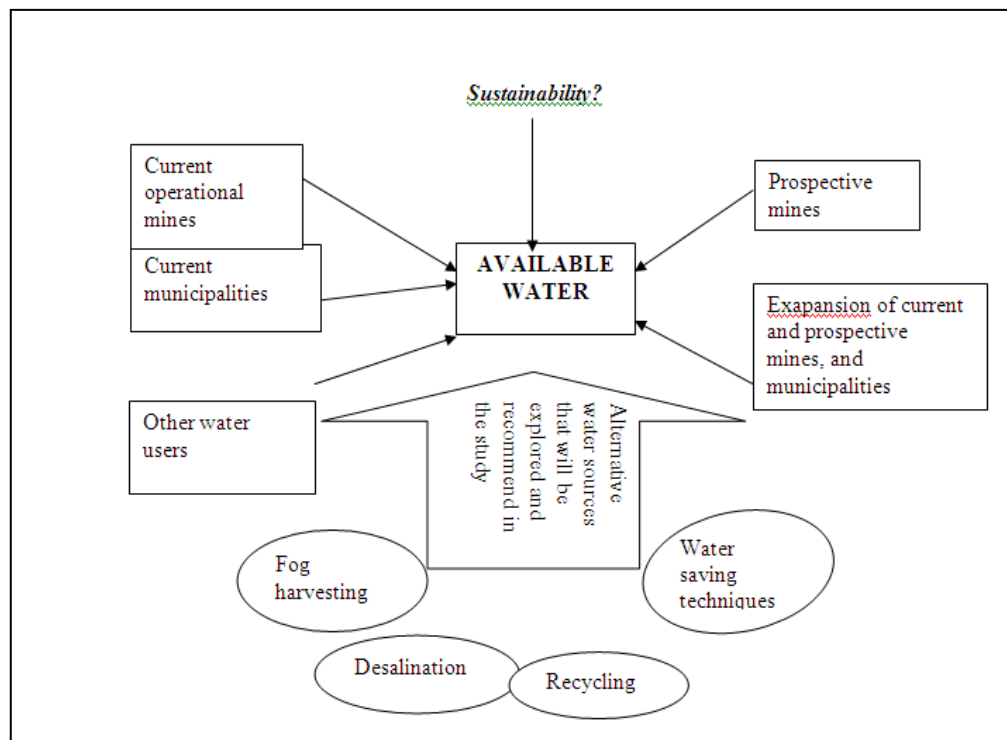 Sustainability?
Current
operational
mines
Current
municipalities
Other water
users
AVAILABLE
WATER
Prospective
mines
Exapansion of current
and prospective
mines, and
municipalities
Alternative
water sources
that will be
explored and
recommend in
the study
Fog
harvesting
Water
saving
techniques
Desalination
Recycling